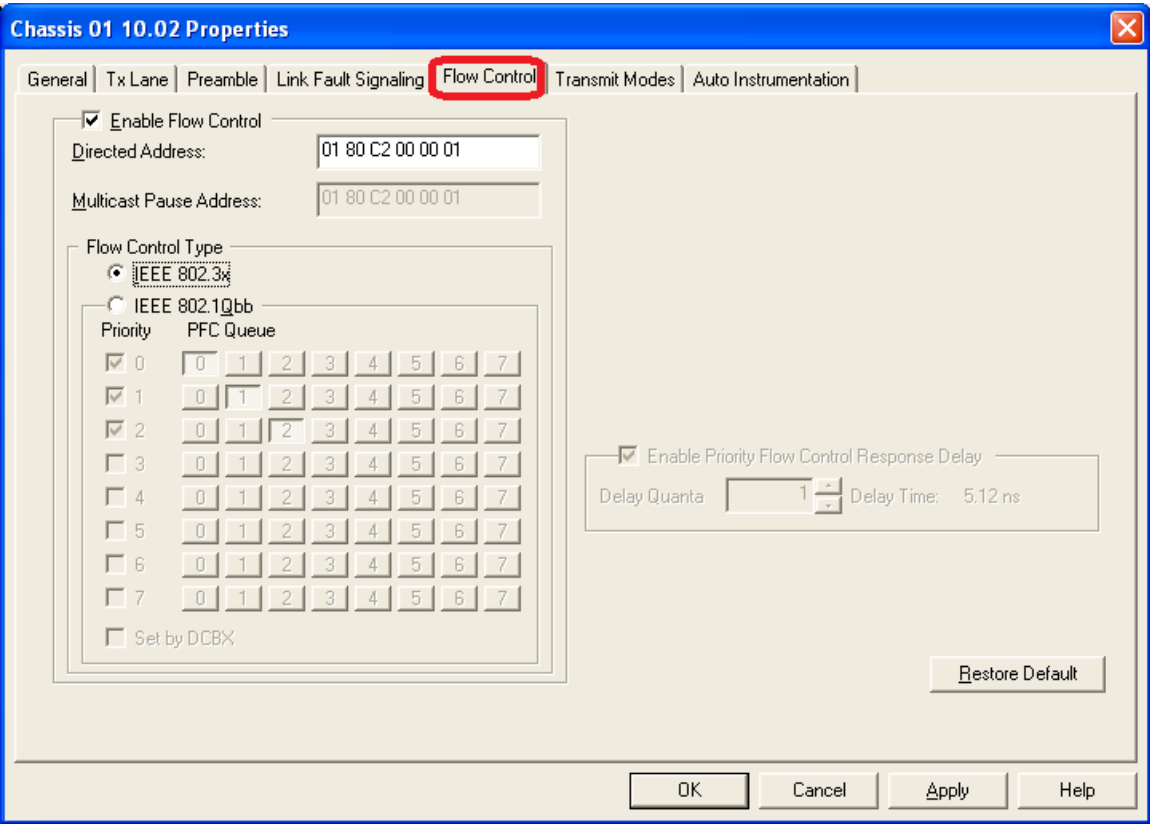 Chassis 01 10.02 Properties
General Tx Lane Preamble Link Fault Signaling Flow Control Transmit Modes Auto Instrumentation
Enable Flow Control
Directed Address: 01 80 C2 00 00 01
Multicast Pause Address: 01 80 C2 00 00 01
Flow Control Type
IEEE 802.3x
IEEE 802.1Qbb
Priority PFC Queue
0 0 1 2 3 4 5 6 7
1 0 1 2 3 4 5 6 7
2 0 1 2 3 4 5 6 7
3 0 1 2 3 4 5 6 7
4 0 1 2 3 4 5 6 7
5 0 1 2 3 4 5 6 7
6 0 1 2 3 4 5 6 7
7 0 1 2 3 4 5 6 7
Set by DCBX
Enable Priority Flow Control Response Delay
Delay Quanta 1 Delay Time: 5.12 ns
Restore Default
OK Cancel Apply Help